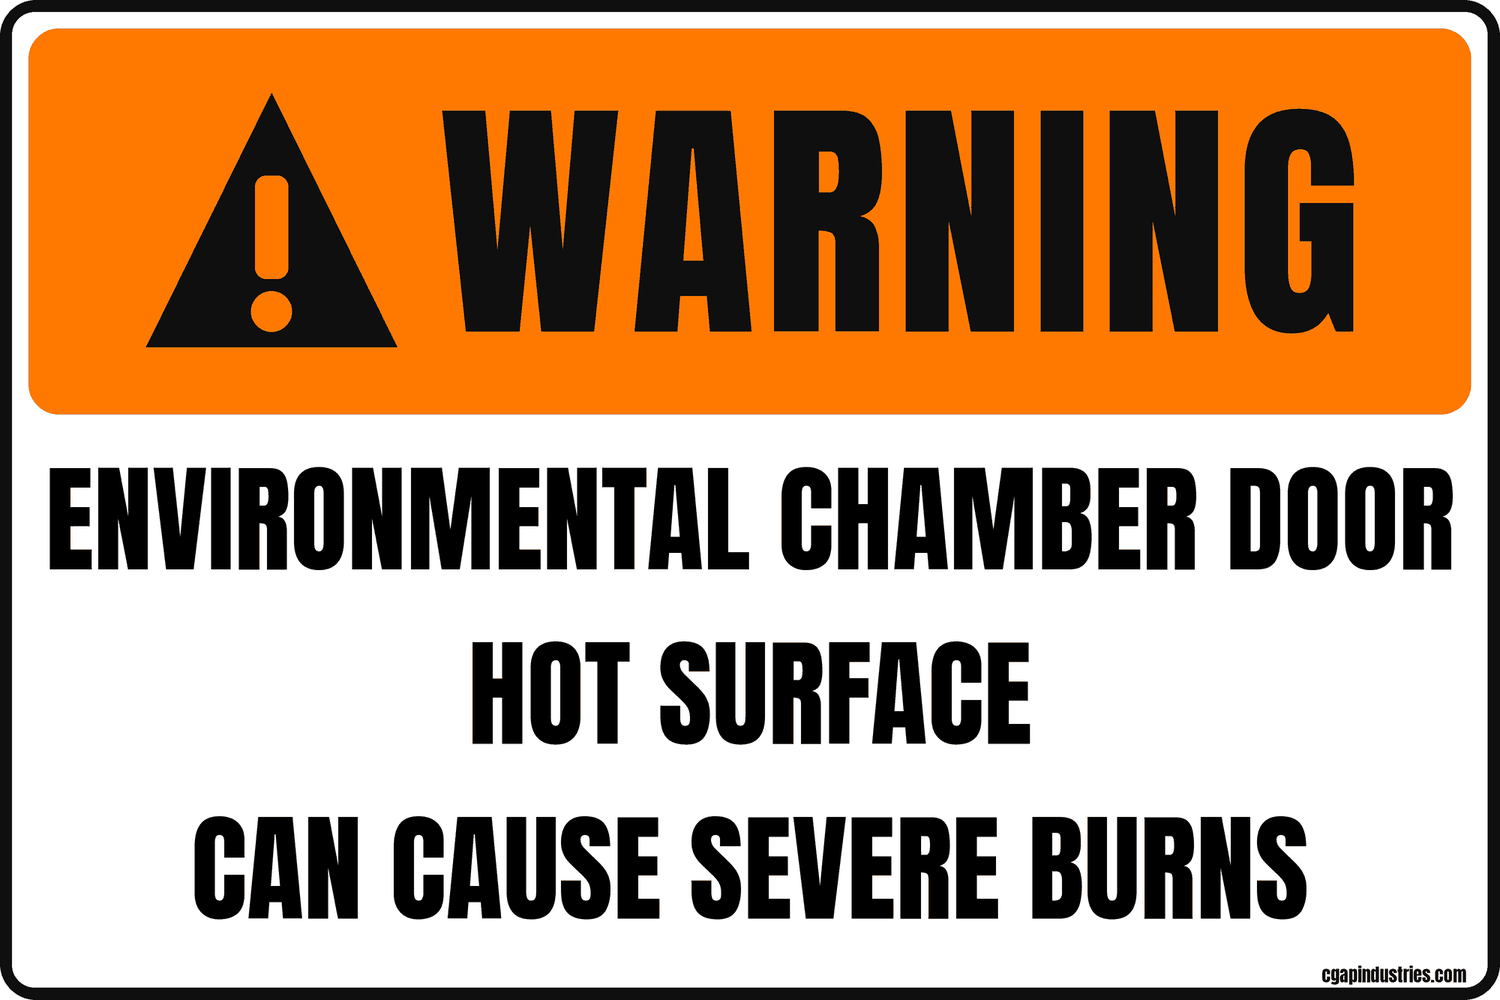 WARNING
ENVIRONMENTAL CHAMBER DOOR
HOT SURFACE
CAN CAUSE SEVERE BURNS
cgapindustries.com